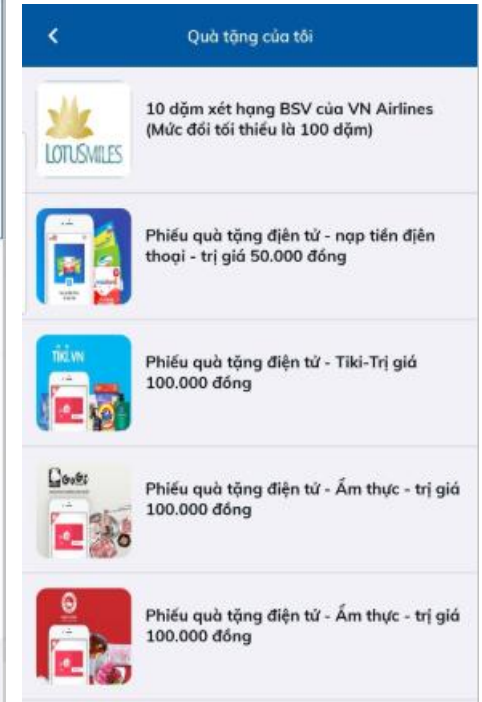 Quà tặng của tôi
10 dặm xét hạng BSV của VN Airlines
(Mức đổi tối thiểu là 100 dặm)
LOTUSMILES
Phiếu quà tặng điện tử - nạp tiền điện
thoại - trị giá 50.000 đồng
TIKI.VN
Phiếu quà tặng điện tử - Tiki-Trị giá
100.000 đồng
GoGi
Phiếu quà tặng điện tử - Ẩm thực - trị giá
100.000 đồng
Phiếu quà tặng điện tử - Ẩm thực - trị giá
100.000 đồng